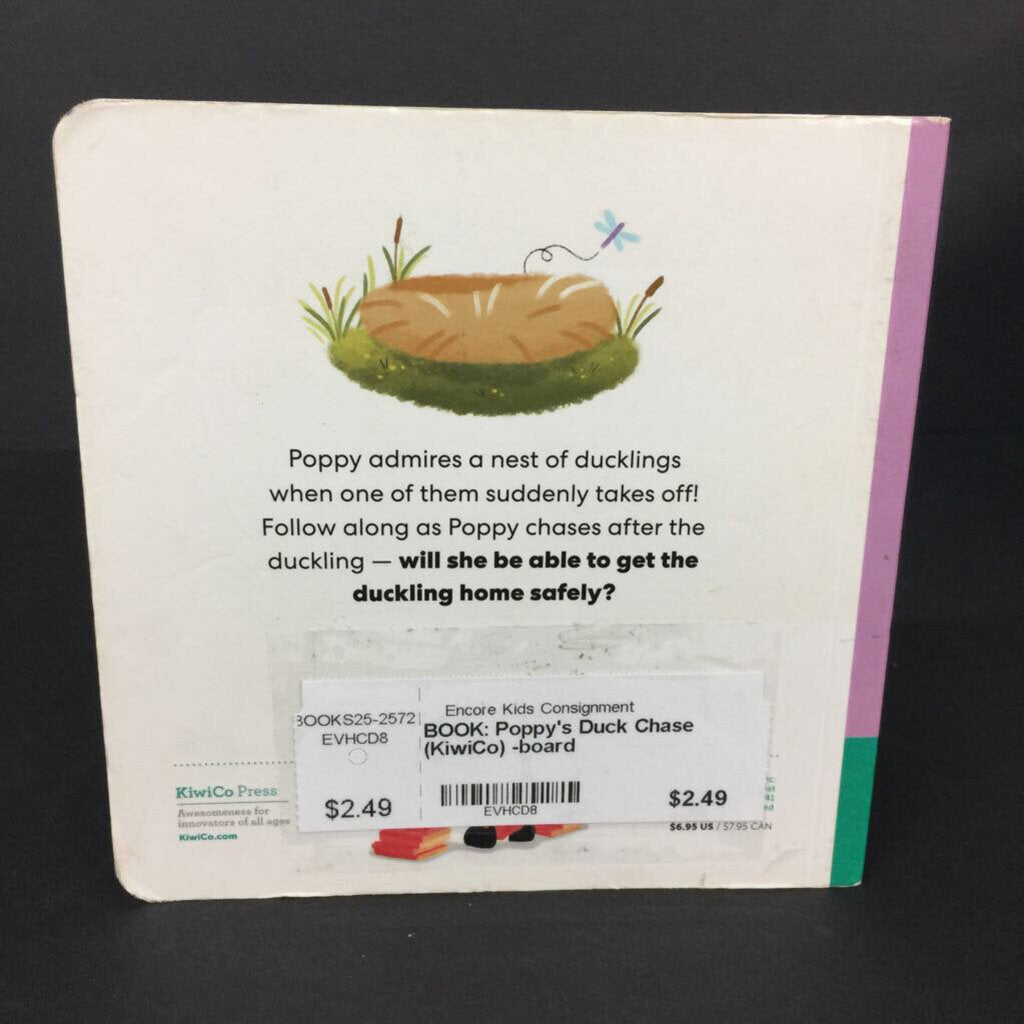 Poppy admires a nest of ducklings
when one of them suddenly takes off!
Follow along as Poppy chases after the
duckling — will she be able to get the
duckling home safely?
BOOKS25-2572
EVHCD8
$2.49
Encore Kids Consignment
BOOK: Poppy's Duck Chase
(KiwiCo) -board
EVHCD8
$2.49
KiwiCo Press
Awesomeness for
innovators of all ages
KiwiCo.com
$6.95 US / $7.95 CAN